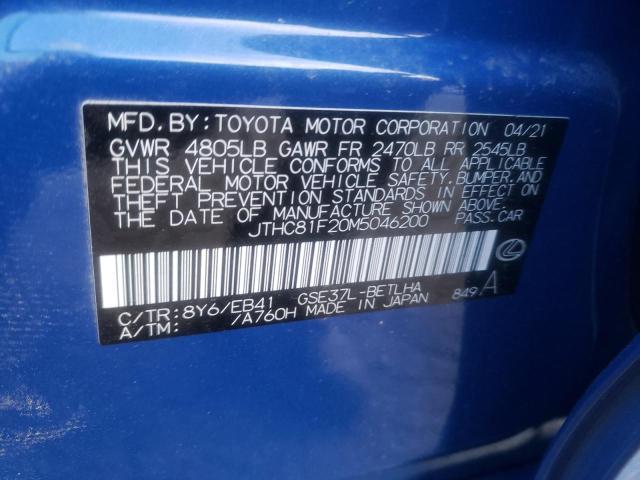 MFD. BY: TOYOTA MOTOR CORPORATION 04/21
GVWR 4805LB GAWR FR 2470LB RR 2545LB
THIS VEHICLE CONFORMS TO ALL APPLICABLE
FEDERAL MOTOR VEHICLE SAFETY, BUMPER, AND
THEFT PREVENTION STANDARDS IN EFFECT ON
THE DATE OF MANUFACTURE SHOWN ABOVE.
JTHC81F20M5046200 PASS. CAR
C/TR: 8Y6/EB41 GSE37L-BETLHA 849 A
A/TM: /A760H MADE IN JAPAN